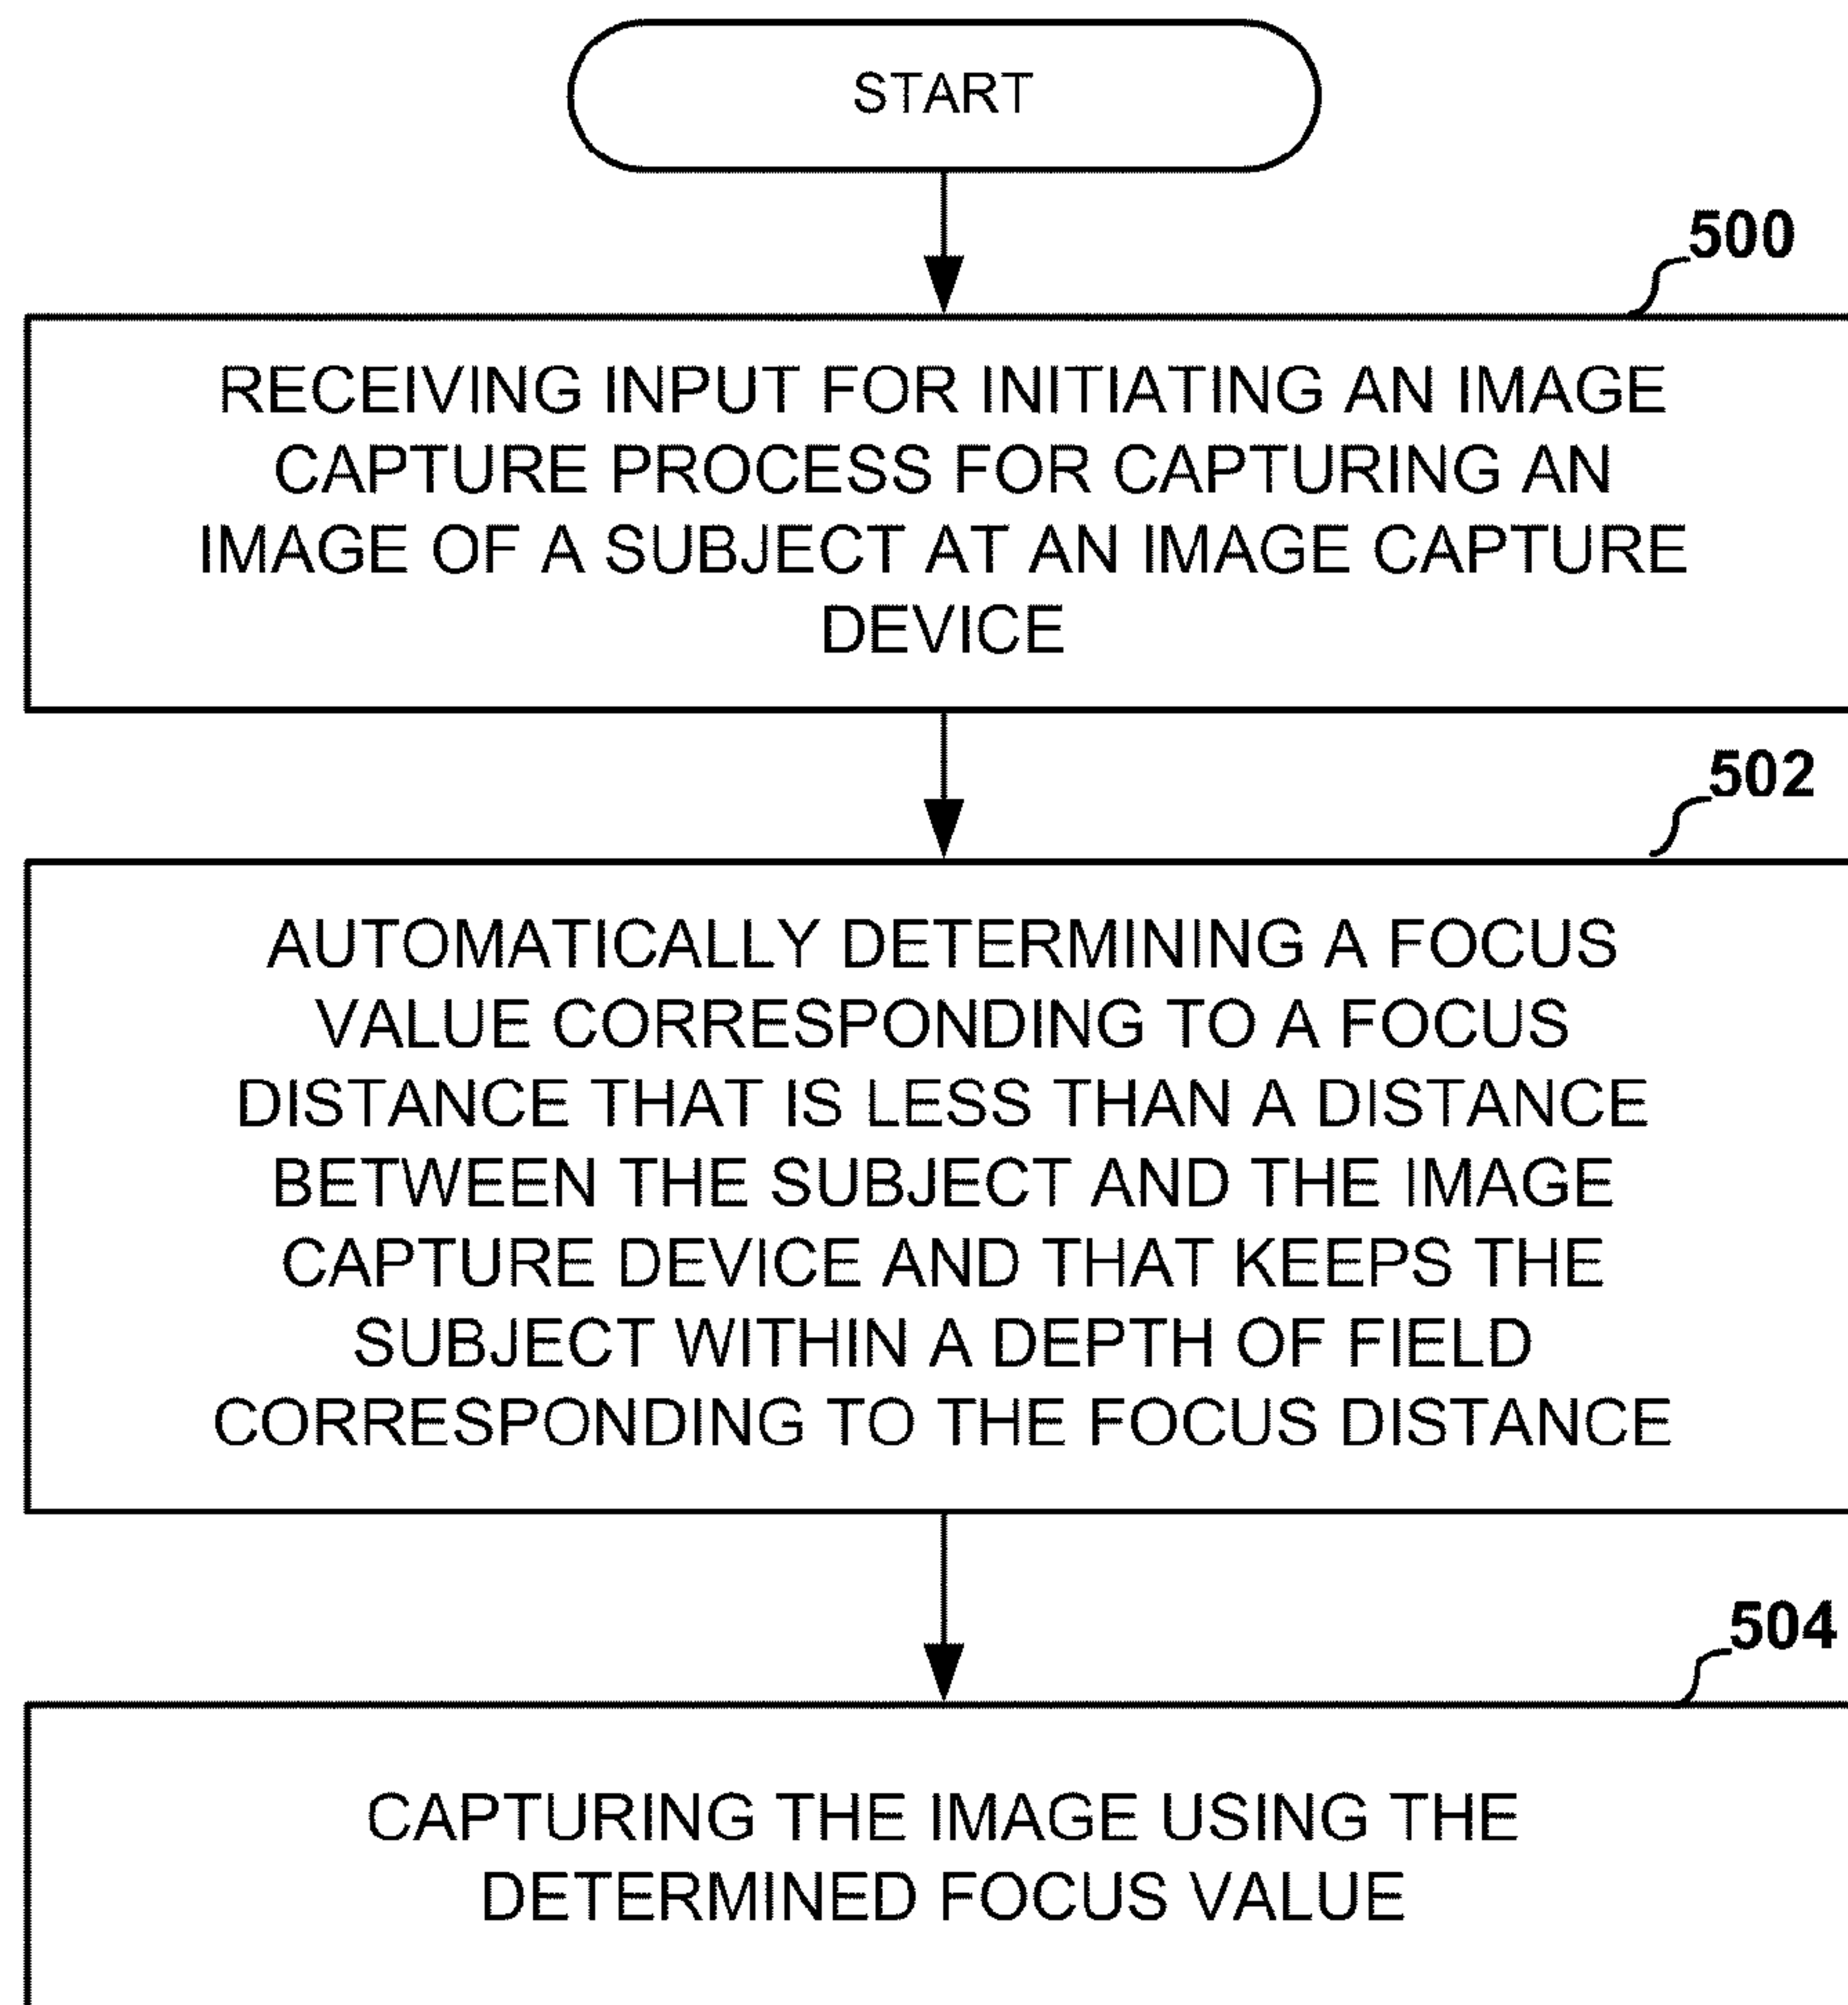 START
500
RECEIVING INPUT FOR INITIATING AN IMAGE
CAPTURE PROCESS FOR CAPTURING AN
IMAGE OF A SUBJECT AT AN IMAGE CAPTURE
DEVICE
502
AUTOMATICALLY DETERMINING A FOCUS
VALUE CORRESPONDING TO A FOCUS
DISTANCE THAT IS LESS THAN A DISTANCE
BETWEEN THE SUBJECT AND THE IMAGE
CAPTURE DEVICE AND THAT KEEPS THE
SUBJECT WITHIN A DEPTH OF FIELD
CORRESPONDING TO THE FOCUS DISTANCE
504
CAPTURING THE IMAGE USING THE
DETERMINED FOCUS VALUE